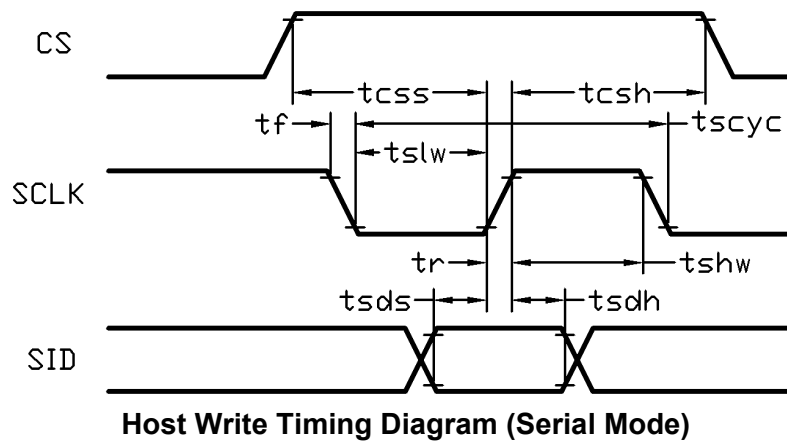 CS
tcss
tcsh
tf
tscyc
tslw
SCLK
tr
tshw
tsds
tsdh
SID
Host Write Timing Diagram (Serial Mode)